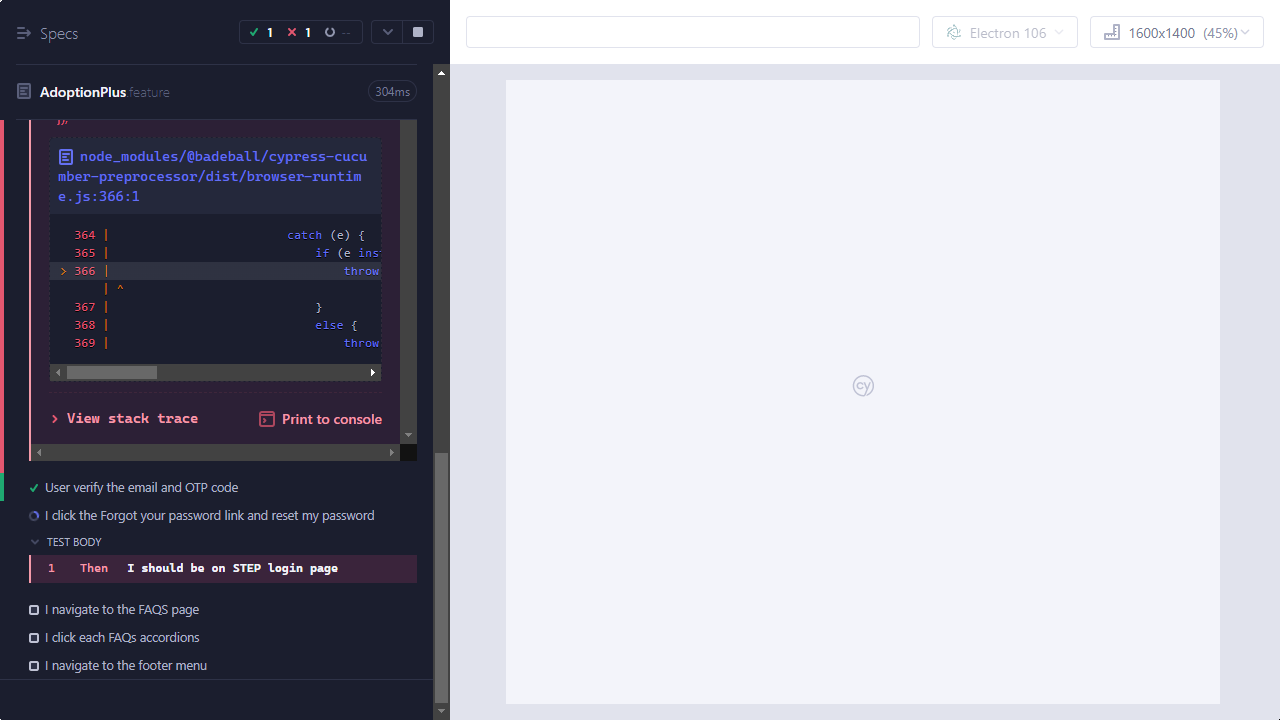 Specs
1 1 --
Electron 106
1600x1400 (45%)
AdoptionPlus.feature
304ms
});
node_modules/@badeball/cypress-cucu
mber-preprocessor/dist/browser-runtim
e.js:366:1
364 | catch (e) {
365 | if (e inst
> 366 | throw
| ^
367 | }
368 | else {
369 | throw
View stack trace
Print to console
User verify the email and OTP code
I click the Forgot your password link and reset my password
TEST BODY
1 Then I should be on STEP login page
I navigate to the FAQS page
I click each FAQs accordions
I navigate to the footer menu
cy